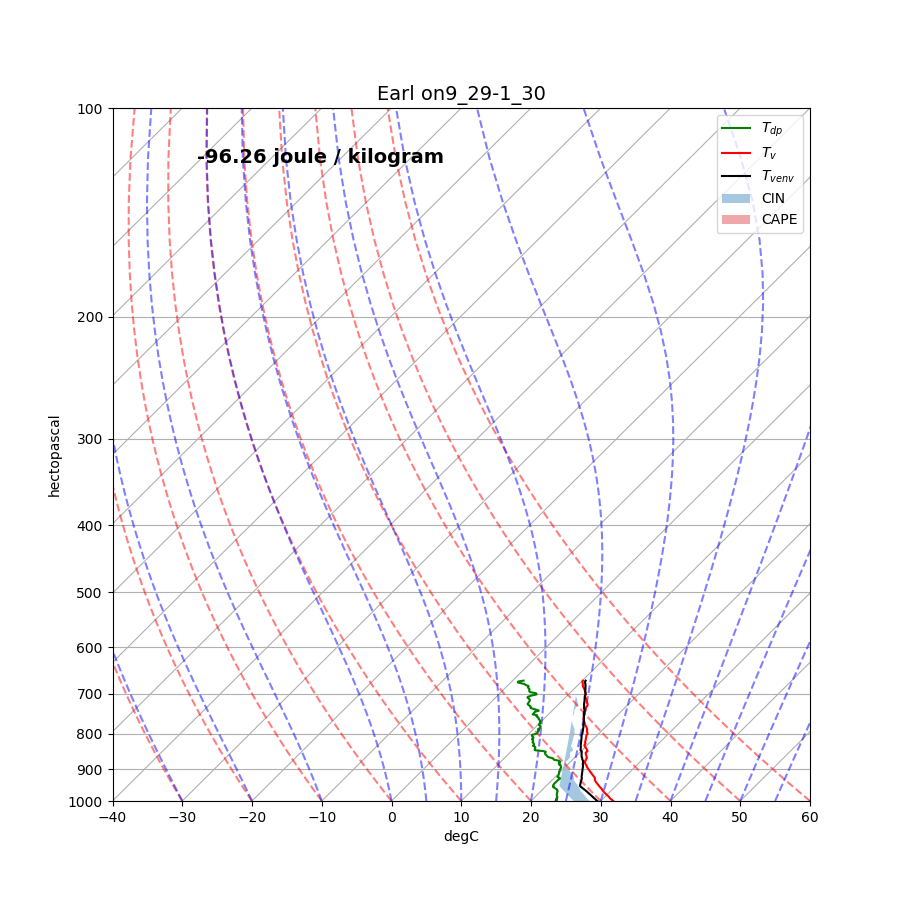 Earl on9_29-1_30
-96.26 joule / kilogram
T_dp
T_v
T_venv
CIN
CAPE
100
200
300
400
500
600
700
800
900
1000
hectopascal
−40 −30 −20 −10 0 10 20 30 40 50 60
degC